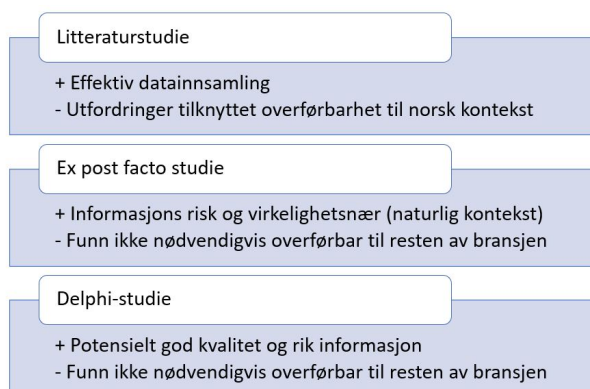 Litteraturstudie
+ Effektiv datainnsamling
- Utfordringer tilknyttet overførbarhet til norsk kontekst
Ex post facto studie
+ Informasjons risk og virkelighetsnær (naturlig kontekst)
- Funn ikke nødvendigvis overførbar til resten av bransjen
Delphi-studie
+ Potensielt god kvalitet og rik informasjon
- Funn ikke nødvendigvis overførbar til resten av bransjen